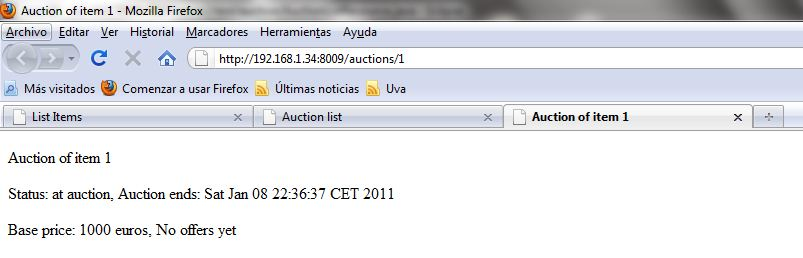 Auction of item 1 - Mozilla Firefox
Archivo Editar Ver Historial Marcadores Herramientas Ayuda
http://192.168.1.34:8009/auctions/1
Más visitados Comenzar a usar Firefox Últimas noticias Uva
List Items Auction list Auction of item 1
Auction of item 1
Status: at auction, Auction ends: Sat Jan 08 22:36:37 CET 2011
Base price: 1000 euros, No offers yet